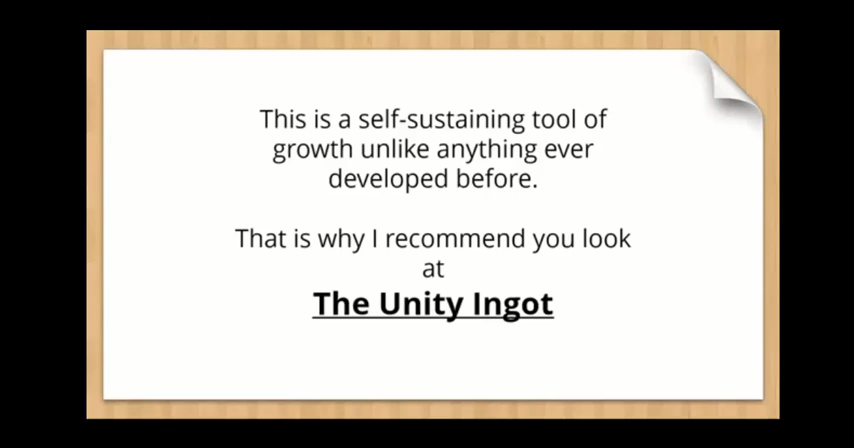 This is a self-sustaining tool of
growth unlike anything ever
developed before.
That is why I recommend you look
at
The Unity Ingot